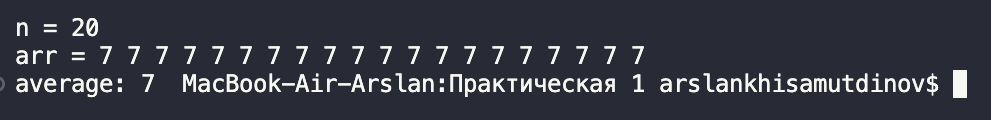 n = 20
arr = 7 7 7 7 7 7 7 7 7 7 7 7 7 7 7 7 7 7 7 7
average: 7  MacBook-Air-Arslan:Практическая 1 arslankhisamutdinov$